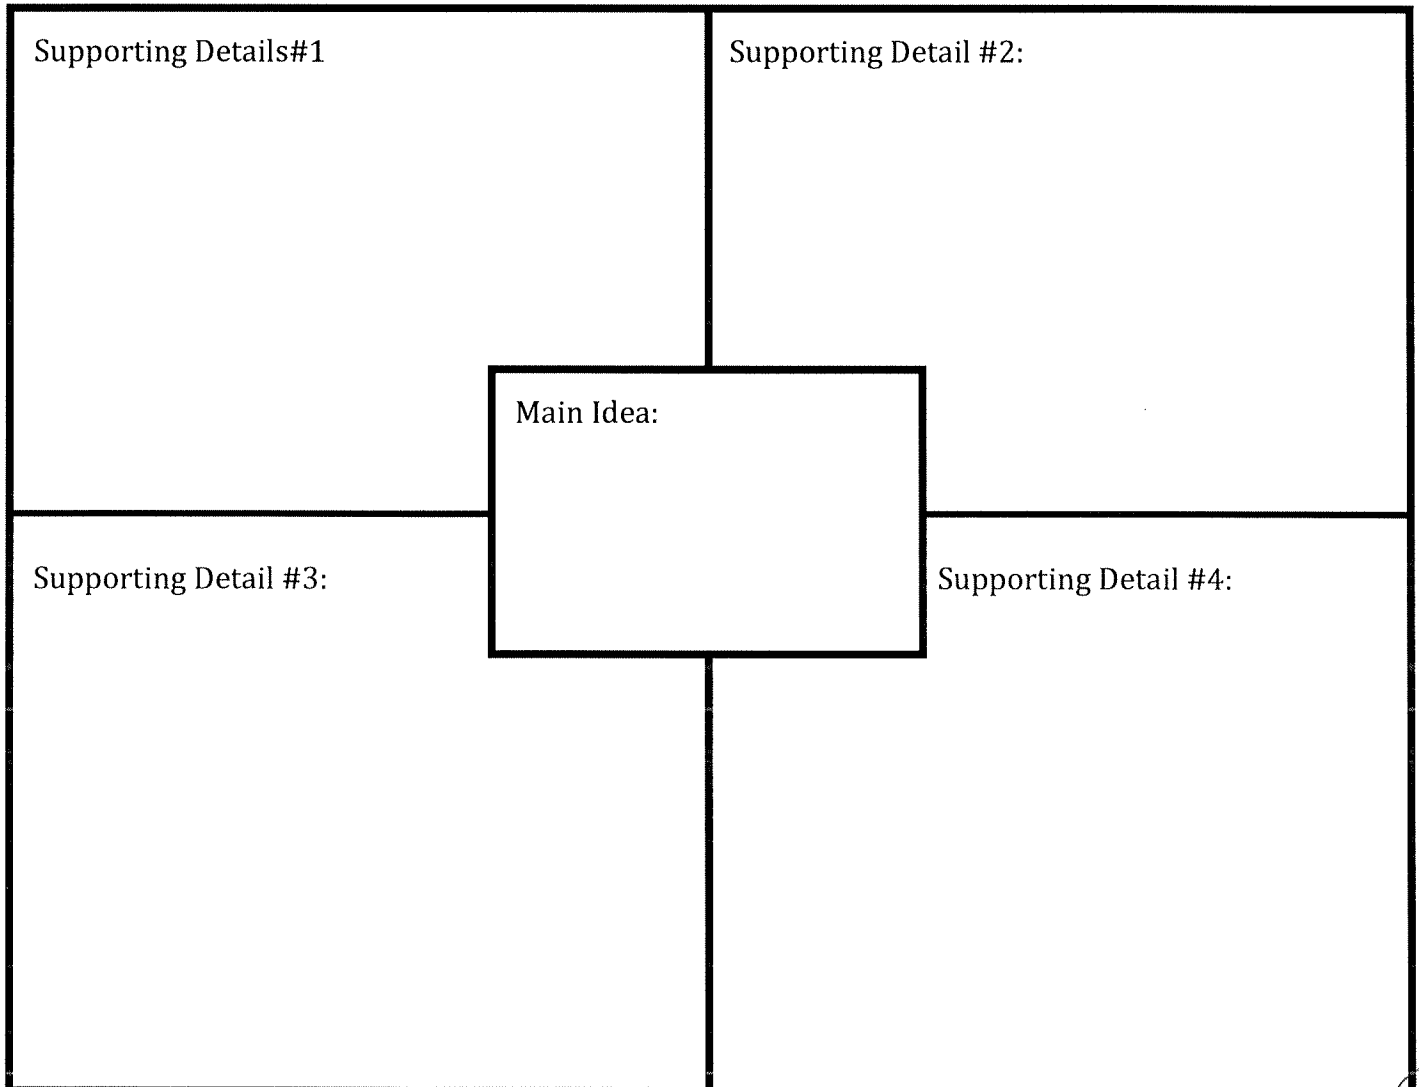 Supporting Details#1
Supporting Detail #2:
Main Idea:
Supporting Detail #3:
Supporting Detail #4: